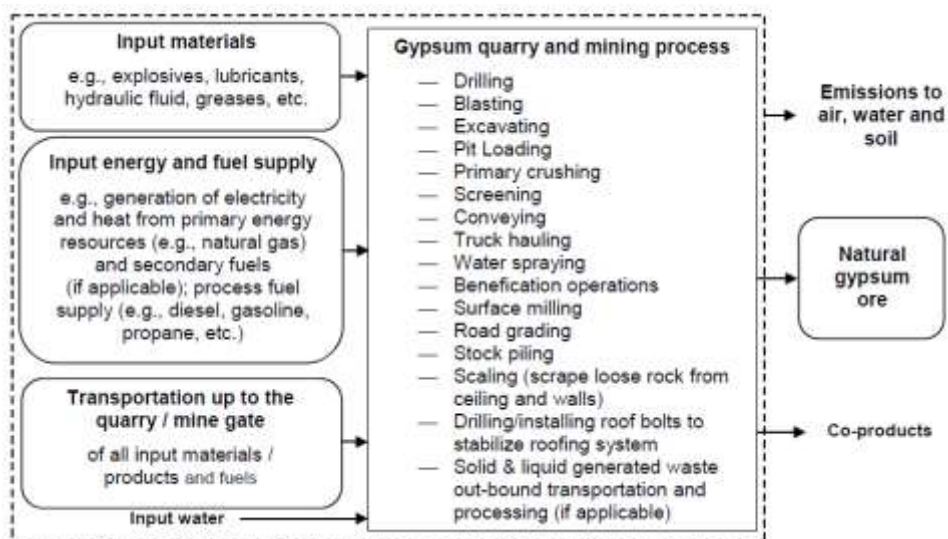 Input materials
e.g., explosives, lubricants,
hydraulic fluid, greases, etc.
Input energy and fuel supply
e.g., generation of electricity
and heat from primary energy
resources (e.g., natural gas)
and secondary fuels
(if applicable); process fuel
supply (e.g., diesel, gasoline,
propane, etc.)
Transportation up to the
quarry / mine gate
of all input materials /
products and fuels
Input water
Gypsum quarry and mining process
— Drilling
— Blasting
— Excavating
— Pit Loading
— Primary crushing
— Screening
— Conveying
— Truck hauling
— Water spraying
— Benefication operations
— Surface milling
— Road grading
— Stock piling
— Scaling (scrape loose rock from
ceiling and walls)
— Drilling/installing roof bolts to
stabilize roofing system
— Solid & liquid generated waste
out-bound transportation and
processing (if applicable)
Emissions to
air, water and
soil
Natural
gypsum
ore
Co-products